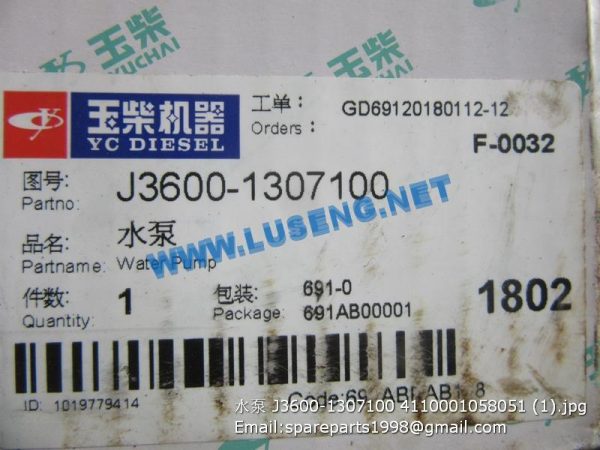 玉柴
YUCHAI
玉柴机器
YC DIESEL
工单: GD69120180112-12
Orders:
F-0032
图号: J3600-1307100
Partno:
WWW.LUSENG.NET
品名: 水泵
Partname: Water Pump
件数: 1 包装: 691-0 1802
Quantity: Package: 691AB00001
ID: 1019779414
水泵 J3600-1307100 4110001058051 (1).jpg
Email:spareparts1998@gmail.com